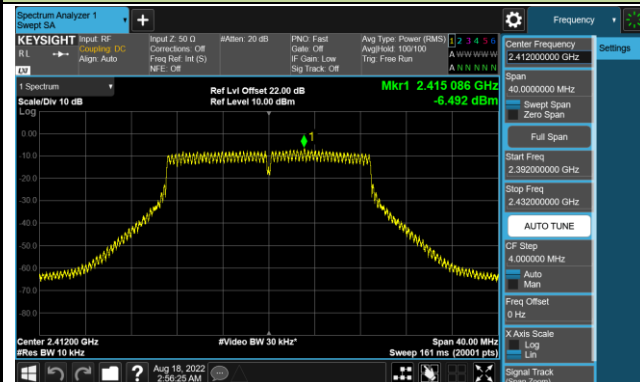 Spectrum Analyzer 1
Swept SA
Frequency
KEYSIGHT
RL
LXI
Input: RF
Coupling: DC
Align: Auto
Input Z: 50 Ω
Corrections: Off
Freq Ref: Int (S)
NFE: Off
#Atten: 20 dB
PNO: Fast
Gate: Off
IF Gain: Low
Sig Track: Off
Avg Type: Power (RMS)
Avg|Hold: 100/100
Trig: Free Run
1 2 3 4 5 6
A W W W W W
A N N N N N
1 Spectrum
Scale/Div 10 dB
Log
Ref Lvl Offset 22.00 dB
Ref Level 10.00 dBm
Mkr1 2.415 086 GHz
-6.492 dBm
1
0.00
-10.0
-20.0
-30.0
-40.0
-50.0
-60.0
-70.0
-80.0
Center 2.41200 GHz
#Res BW 10 kHz
#Video BW 30 kHz*
Span 40.00 MHz
Sweep 161 ms (20001 pts)
Center Frequency
2.412000000 GHz
Settings
Span
40.0000000 MHz
Swept Span
Zero Span
Full Span
Start Freq
2.392000000 GHz
Stop Freq
2.432000000 GHz
AUTO TUNE
CF Step
4.000000 MHz
Auto
Man
Freq Offset
0 Hz
X Axis Scale
Log
Lin
Signal Track
(Span Zoom)
Aug 18, 2022
2:56:25 AM